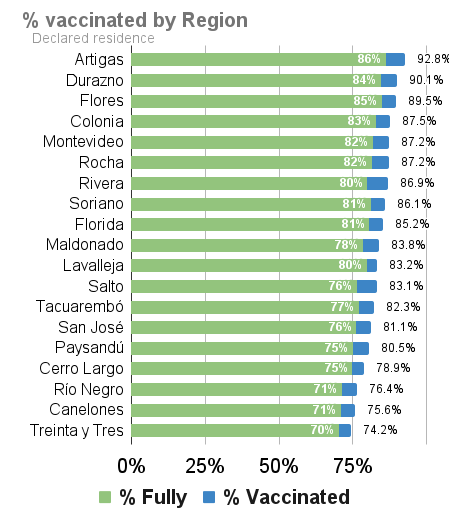 % vaccinated by Region
Declared residence
Artigas 86% 92.8%
Durazno 84% 90.1%
Flores 85% 89.5%
Colonia 83% 87.5%
Montevideo 82% 87.2%
Rocha 82% 87.2%
Rivera 80% 86.9%
Soriano 81% 86.1%
Florida 81% 85.2%
Maldonado 78% 83.8%
Lavalleja 80% 83.2%
Salto 76% 83.1%
Tacuarembó 77% 82.3%
San José 76% 81.1%
Paysandú 75% 80.5%
Cerro Largo 75% 78.9%
Río Negro 71% 76.4%
Canelones 71% 75.6%
Treinta y Tres 70% 74.2%
0% 25% 50% 75%
% Fully % Vaccinated